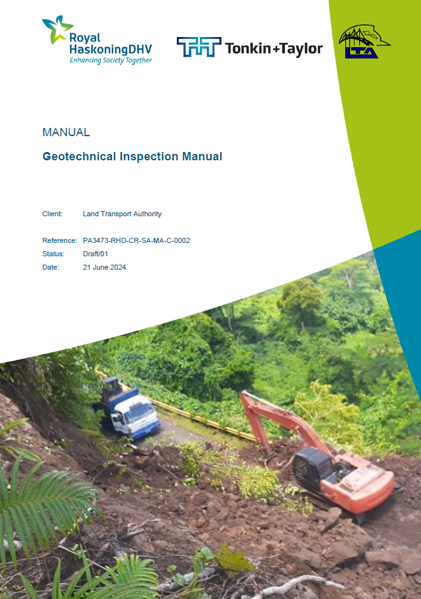 Royal
HaskoningDHV
Enhancing Society Together
Tonkin+Taylor
LTA
MANUAL
Geotechnical Inspection Manual
Client: Land Transport Authority
Reference: PA3473-RHD-CR-SA-MA-C-0002
Status: Draft/01
Date: 21 June 2024